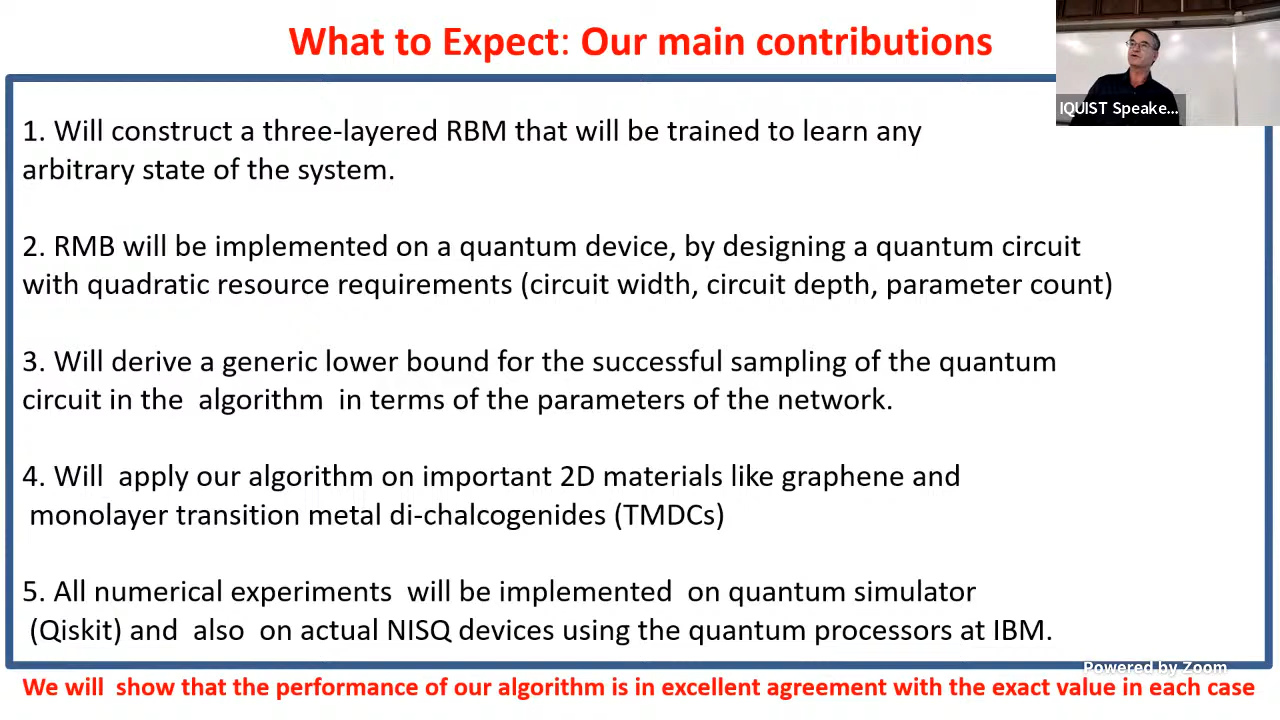 What to Expect: Our main contributions
IQUIST Speake...
1. Will construct a three-layered RBM that will be trained to learn any
arbitrary state of the system.
2. RMB will be implemented on a quantum device, by designing a quantum circuit
with quadratic resource requirements (circuit width, circuit depth, parameter count)
3. Will derive a generic lower bound for the successful sampling of the quantum
circuit in the algorithm in terms of the parameters of the network.
4. Will apply our algorithm on important 2D materials like graphene and
monolayer transition metal di-chalcogenides (TMDCs)
5. All numerical experiments will be implemented on quantum simulator
(Qiskit) and also on actual NISQ devices using the quantum processors at IBM.
Powered by Zoom
We will show that the performance of our algorithm is in excellent agreement with the exact value in each case